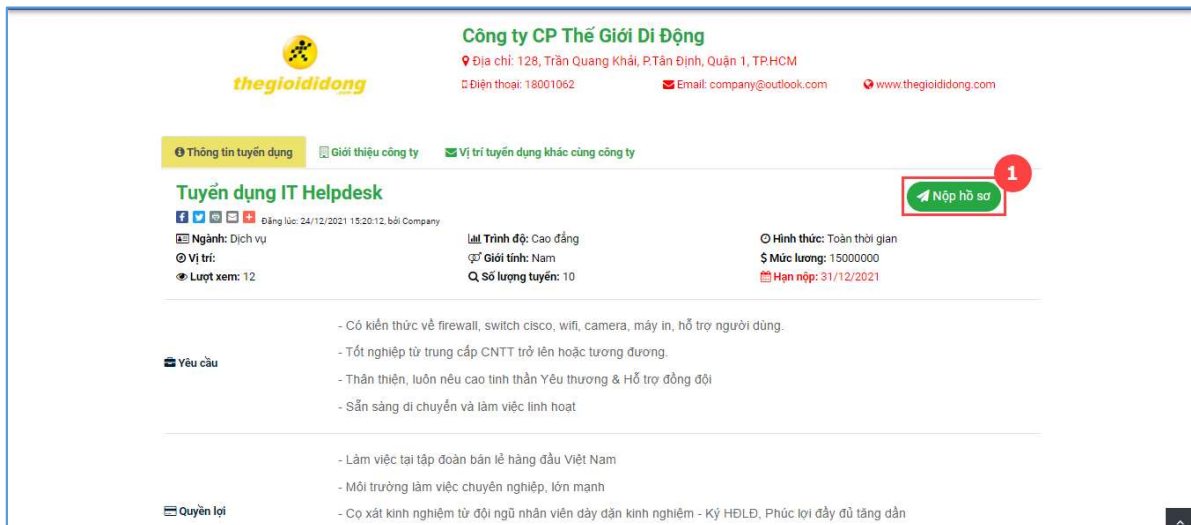 Công ty CP Thế Giới Di Động
Địa chỉ: 128, Trần Quang Khải, P.Tân Định, Quận 1, TP.HCM
thegioididong
.com
Điện thoại: 18001062 Email: company@outlook.com www.thegioididong.com
Thông tin tuyển dụng Giới thiệu công ty Vị trí tuyển dụng khác cùng công ty
1
Tuyển dụng IT Helpdesk Nộp hồ sơ
Đăng lúc: 24/12/2021 15:20:12, bởi Company
Ngành: Dịch vụ Trình độ: Cao đẳng Hình thức: Toàn thời gian
Vị trí: Giới tính: Nam $ Mức lương: 15000000
Lượt xem: 12 Số lượng tuyển: 10 Hạn nộp: 31/12/2021
- Có kiến thức về firewall, switch cisco, wifi, camera, máy in, hỗ trợ người dùng.
- Tốt nghiệp từ trung cấp CNTT trở lên hoặc tương đương.
Yêu cầu
- Thân thiện, luôn nêu cao tinh thần Yêu thương & Hỗ trợ đồng đội
- Sẵn sàng di chuyển và làm việc linh hoạt
- Làm việc tại tập đoàn bán lẻ hàng đầu Việt Nam
- Môi trường làm việc chuyên nghiệp, lớn mạnh
Quyền lợi - Cọ xát kinh nghiệm từ đội ngũ nhân viên dày dặn kinh nghiệm - Ký HĐLĐ, Phúc lợi đầy đủ tăng dần